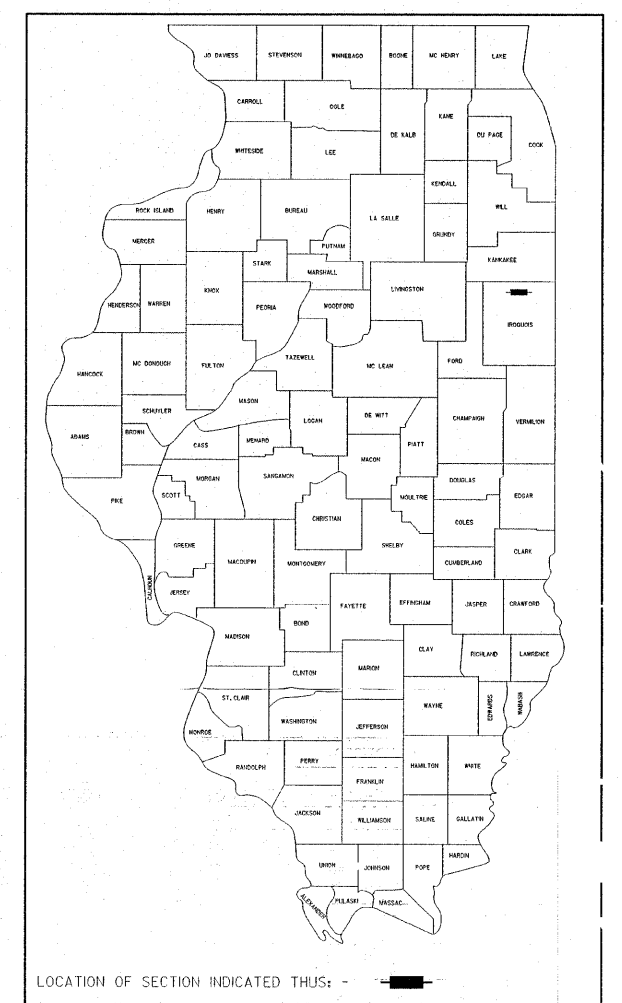 JO DAVIESS STEVENSON WINNEBAGO BOONE MC HENRY LAKE
CARROLL OGLE KANE
DE KALB DU PAGE COOK
WHITESIDE LEE
KENDALL
ROCK ISLAND HENRY BUREAU LA SALLE WILL
MERCER PUTNAM GRUNDY
STARK KANKAKEE
MARSHALL
HENDERSON WARREN KNOX PEORIA WOODFORD LIVINGSTON
IROQUOIS
HANCOCK MC DONOUGH FULTON TAZEWELL MC LEAN FORD
MASON
SCHUYLER LOGAN DE WITT CHAMPAIGN VERMILION
ADAMS BROWN MENARD
CASS MACON PIATT
PIKE SCOTT MORGAN SANGAMON DOUGLAS
MOULTRIE EDGAR
CHRISTIAN COLES
GREENE SHELBY
CALHOUN MACOUPIN MONTGOMERY CUMBERLAND CLARK
JERSEY FAYETTE EFFINGHAM JASPER CRAWFORD
MADISON BOND
CLAY RICHLAND LAWRENCE
CLINTON MARION
ST. CLAIR WAYNE EDWARDS WABASH
MONROE WASHINGTON JEFFERSON
RANDOLPH PERRY HAMILTON WHITE
FRANKLIN
JACKSON WILLIAMSON SALINE GALLATIN
UNION JOHNSON POPE HARDIN
ALEXANDER PULASKI MASSAC
LOCATION OF SECTION INDICATED THUS: -